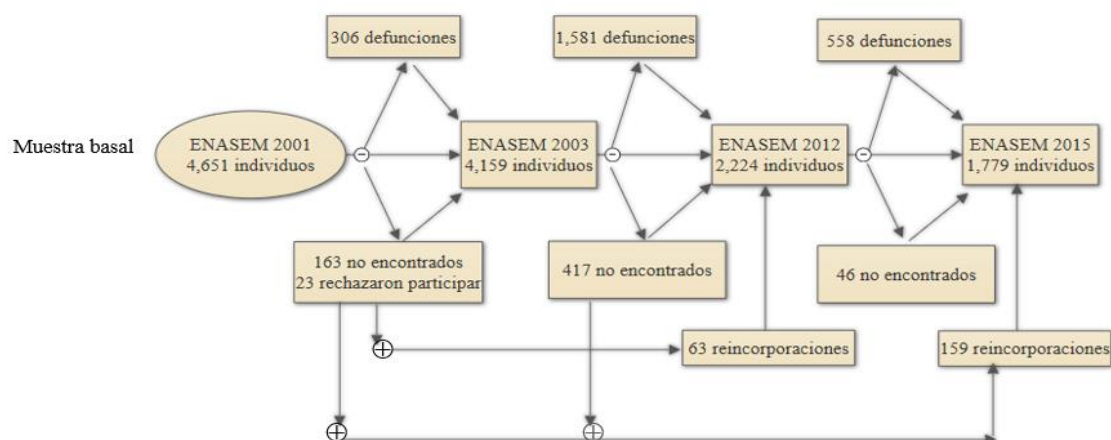 306 defunciones
1,581 defunciones
558 defunciones
Muestra basal
ENASEM 2001
4,651 individuos
ENASEM 2003
4,159 individuos
ENASEM 2012
2,224 individuos
ENASEM 2015
1,779 individuos
163 no encontrados
23 rechazaron participar
417 no encontrados
46 no encontrados
63 reincorporaciones
159 reincorporaciones